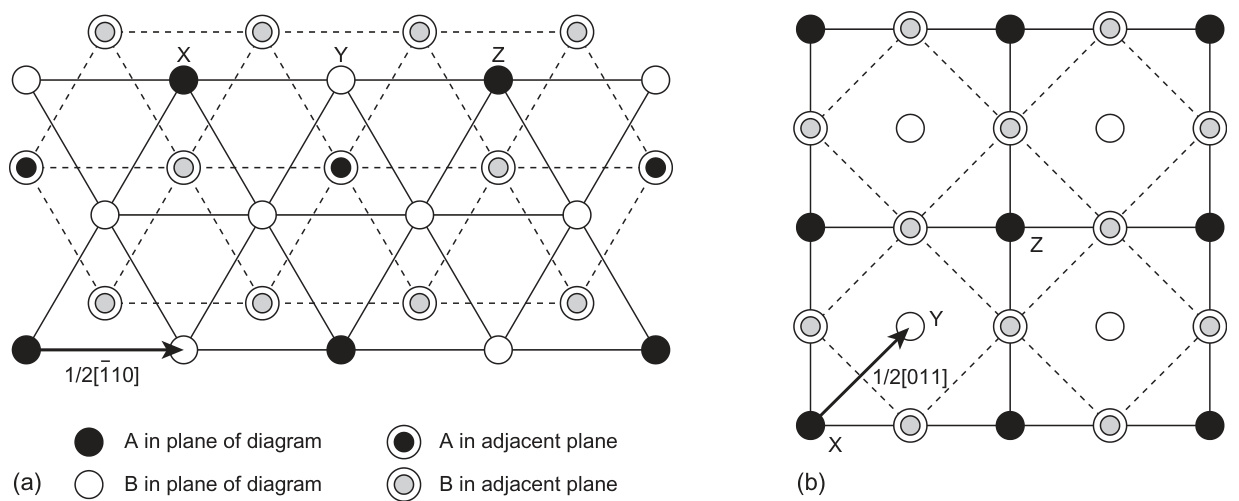 X Y Z
1/2[1̄10]
A in plane of diagram
A in adjacent plane
(a)
B in plane of diagram
B in adjacent plane
Z
Y
1/2[011]
X
(b)